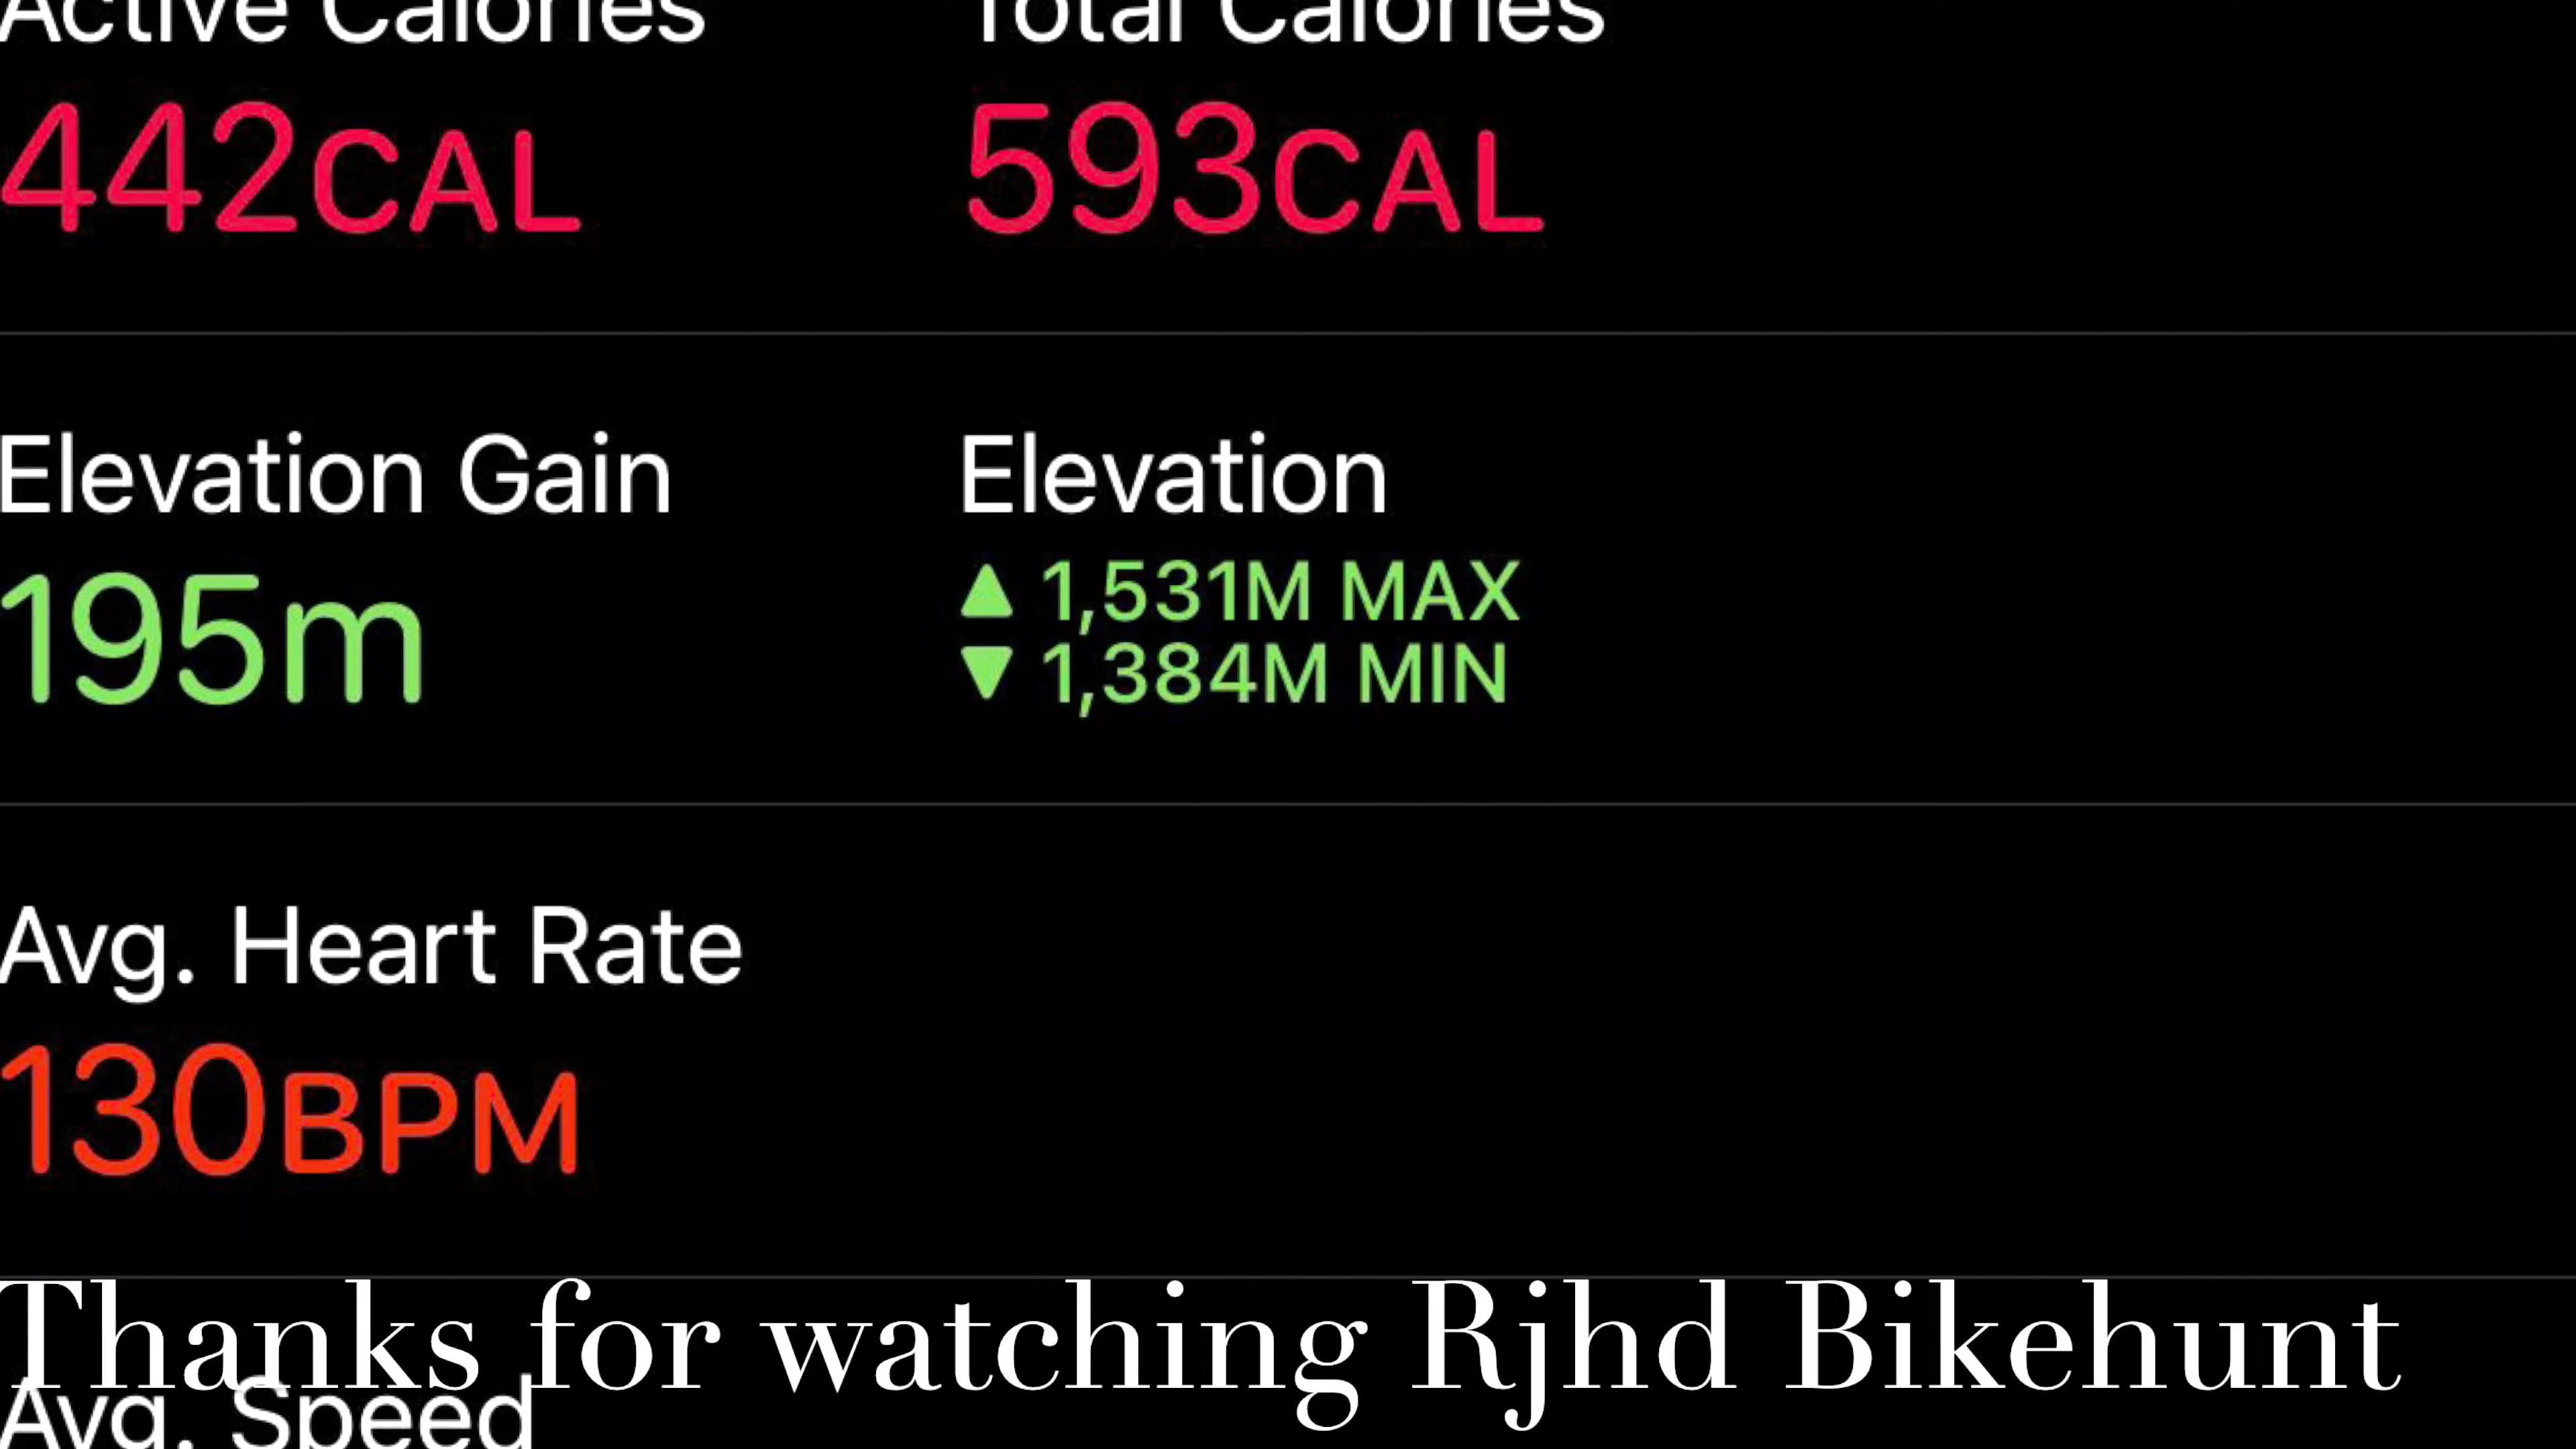 Active Calories Total Calories
442CAL 593CAL
Elevation Gain Elevation
195m ▲ 1,531M MAX
▼ 1,384M MIN
Avg. Heart Rate
130BPM
Thanks for watching Rjhd Bikehunt
Avg. Speed